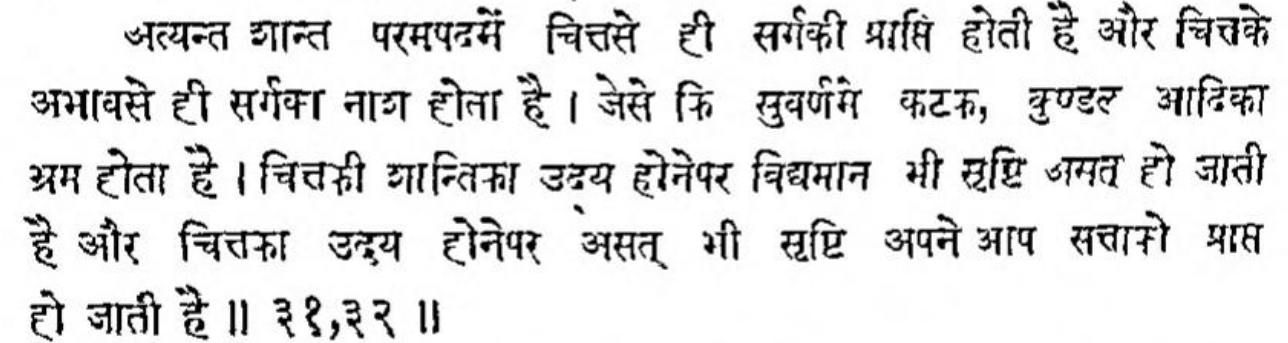 अत्यन्त शान्त परमपदमें चित्तसे ही सर्गकी प्राप्ति होती है और चित्तके
अभावसे ही सर्गका नाश होता है । जेसे कि सुवर्णमें कटक, कुण्डल आदिका
भ्रम होता है । चित्तकी शान्तिका उदय होनेपर विद्यमान भी सृष्टि असत् हो जाती
है और चित्तका उदय होनेपर असत् भी सृष्टि अपने आप सत्ताको प्राप्त
हो जाती है ॥ ३१,३२ ॥